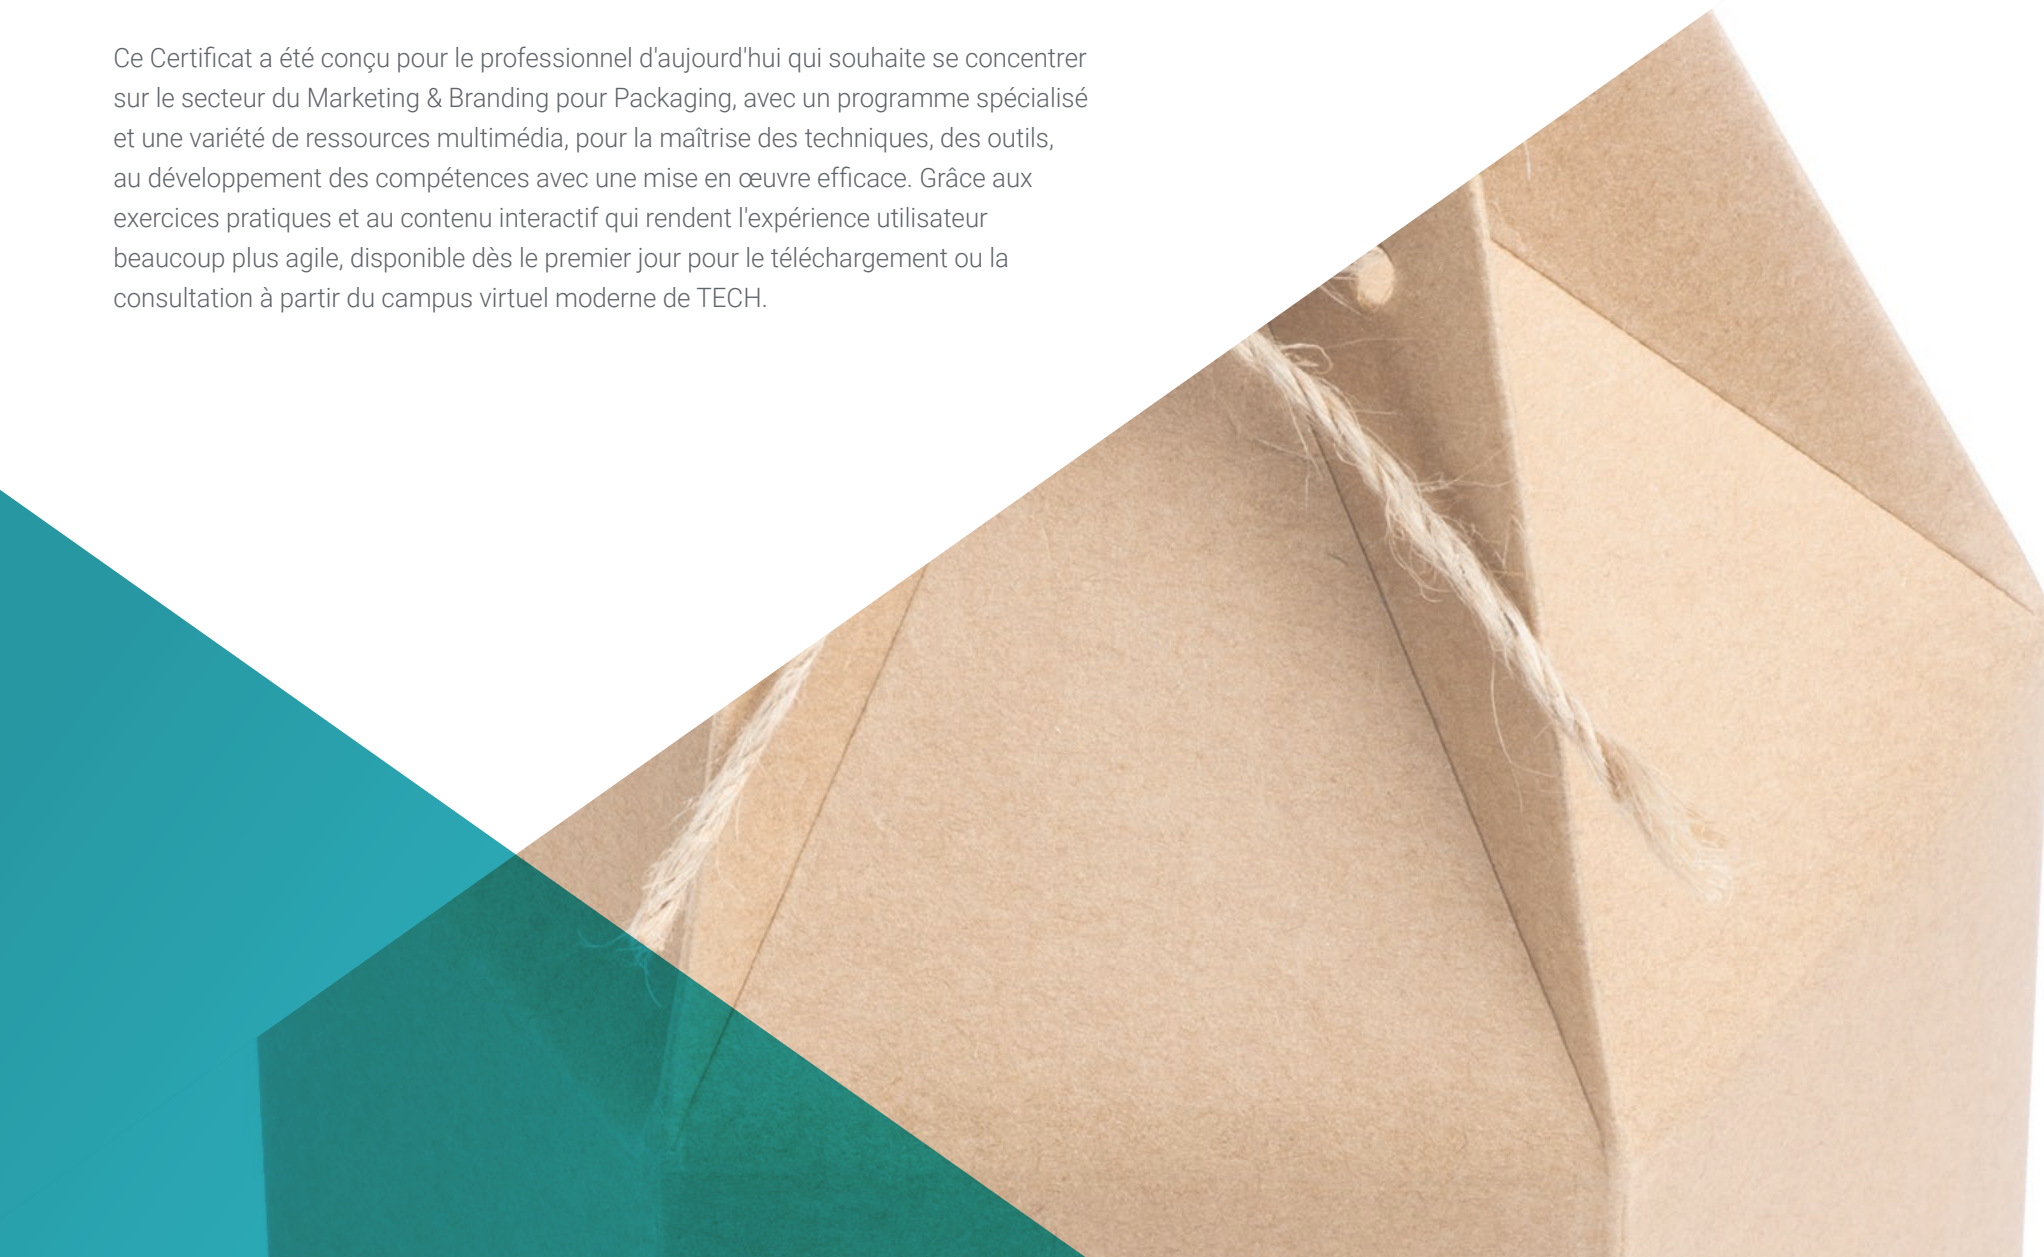 Ce Certificat a été conçu pour le professionnel d'aujourd'hui qui souhaite se concentrer
sur le secteur du Marketing & Branding pour Packaging, avec un programme spécialisé
et une variété de ressources multimédia, pour la maîtrise des techniques, des outils,
au développement des compétences avec une mise en œuvre efficace. Grâce aux
exercices pratiques et au contenu interactif qui rendent l'expérience utilisateur
beaucoup plus agile, disponible dès le premier jour pour le téléchargement ou la
consultation à partir du campus virtuel moderne de TECH.